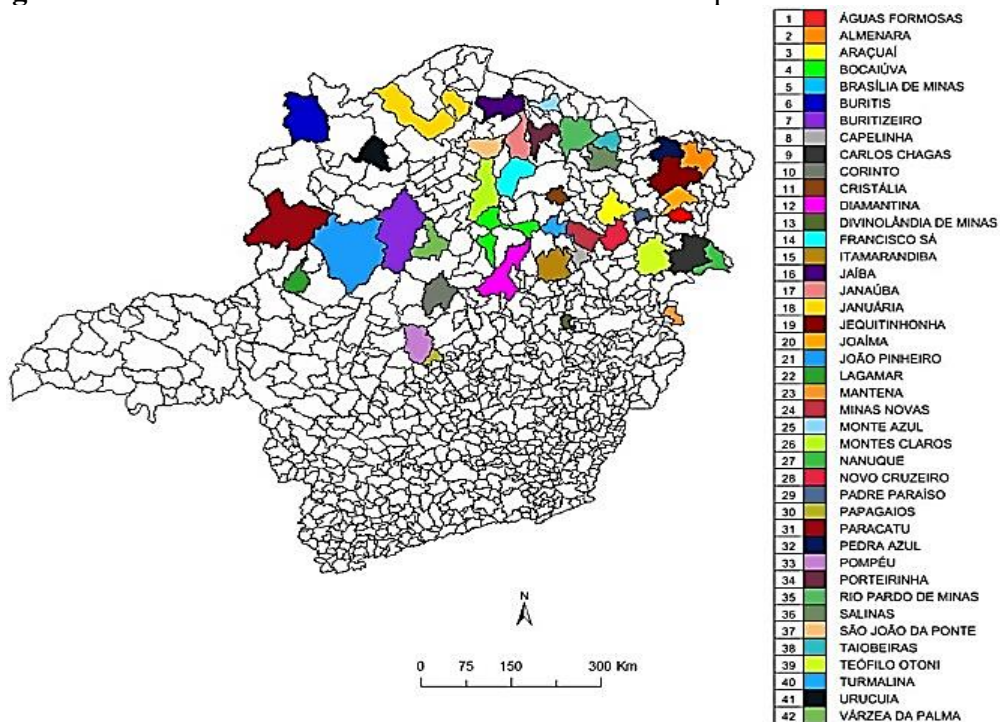 N
0 75 150 300 Km
1 ÁGUAS FORMOSAS
2 ALMENARA
3 ARAÇUAÍ
4 BOCAIÚVA
5 BRASÍLIA DE MINAS
6 BURITIS
7 BURITIZEIRO
8 CAPELINHA
9 CARLOS CHAGAS
10 CORINTO
11 CRISTÁLIA
12 DIAMANTINA
13 DIVINOLÂNDIA DE MINAS
14 FRANCISCO SÁ
15 ITAMARANDIBA
16 JAÍBA
17 JANAÚBA
18 JANUÁRIA
19 JEQUITINHONHA
20 JOAÍMA
21 JOÃO PINHEIRO
22 LAGAMAR
23 MANTENA
24 MINAS NOVAS
25 MONTE AZUL
26 MONTES CLAROS
27 NANUQUE
28 NOVO CRUZEIRO
29 PADRE PARAÍSO
30 PAPAGAIOS
31 PARACATU
32 PEDRA AZUL
33 POMPÉU
34 PORTEIRINHA
35 RIO PARDO DE MINAS
36 SALINAS
37 SÃO JOÃO DA PONTE
38 TAIOBEIRAS
39 TEÓFILO OTONI
40 TURMALINA
41 URUCUIA
42 VÁRZEA DA PALMA